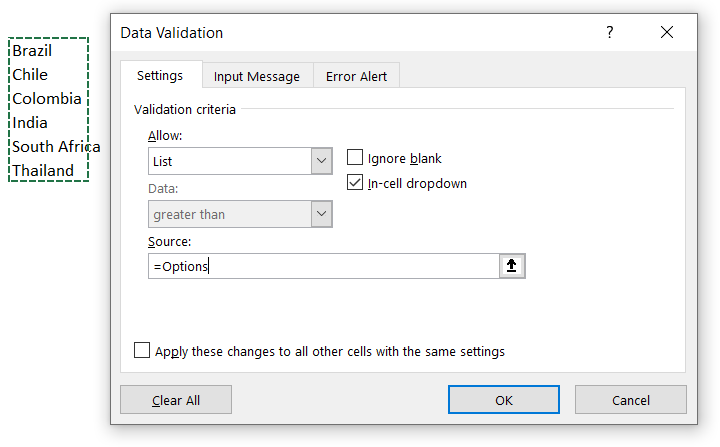 Brazil
Chile
Colombia
India
South Africa
Thailand
Data Validation
?
Settings
Input Message
Error Alert
Validation criteria
Allow:
List
Ignore blank
Data:
In-cell dropdown
greater than
Source:
=Options
Apply these changes to all other cells with the same settings
Clear All
OK
Cancel